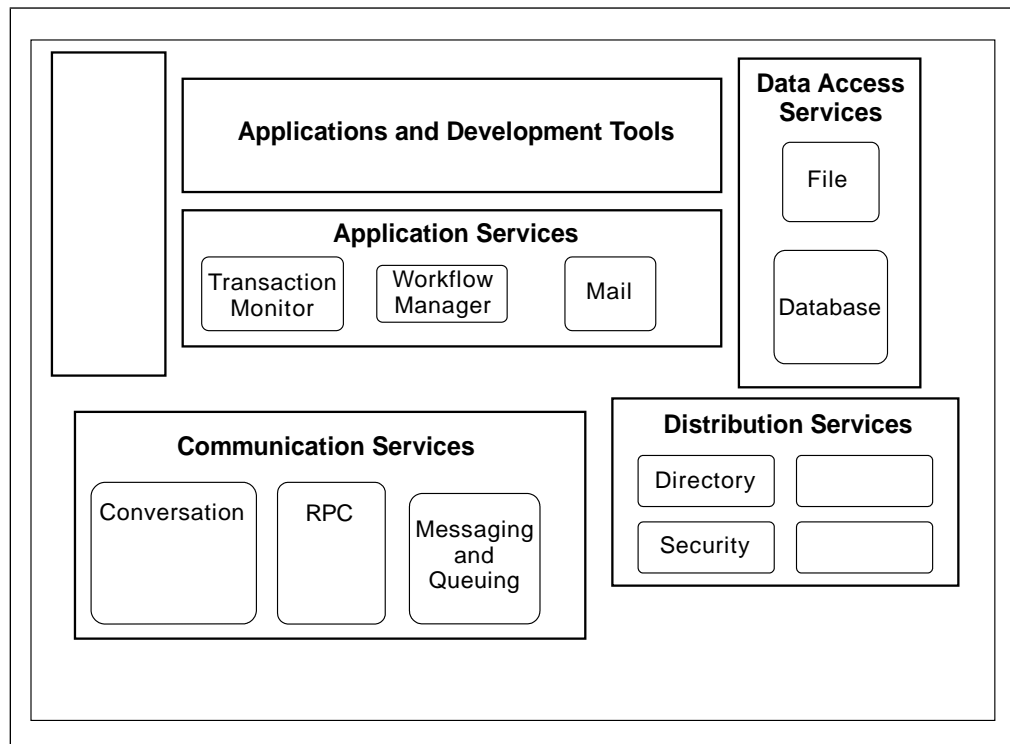 Applications and Development Tools
Application Services
Transaction
Monitor
Workflow
Manager
Mail
Data Access
Services
File
Database
Communication Services
Conversation
RPC
Messaging
and
Queuing
Distribution Services
Directory
Security